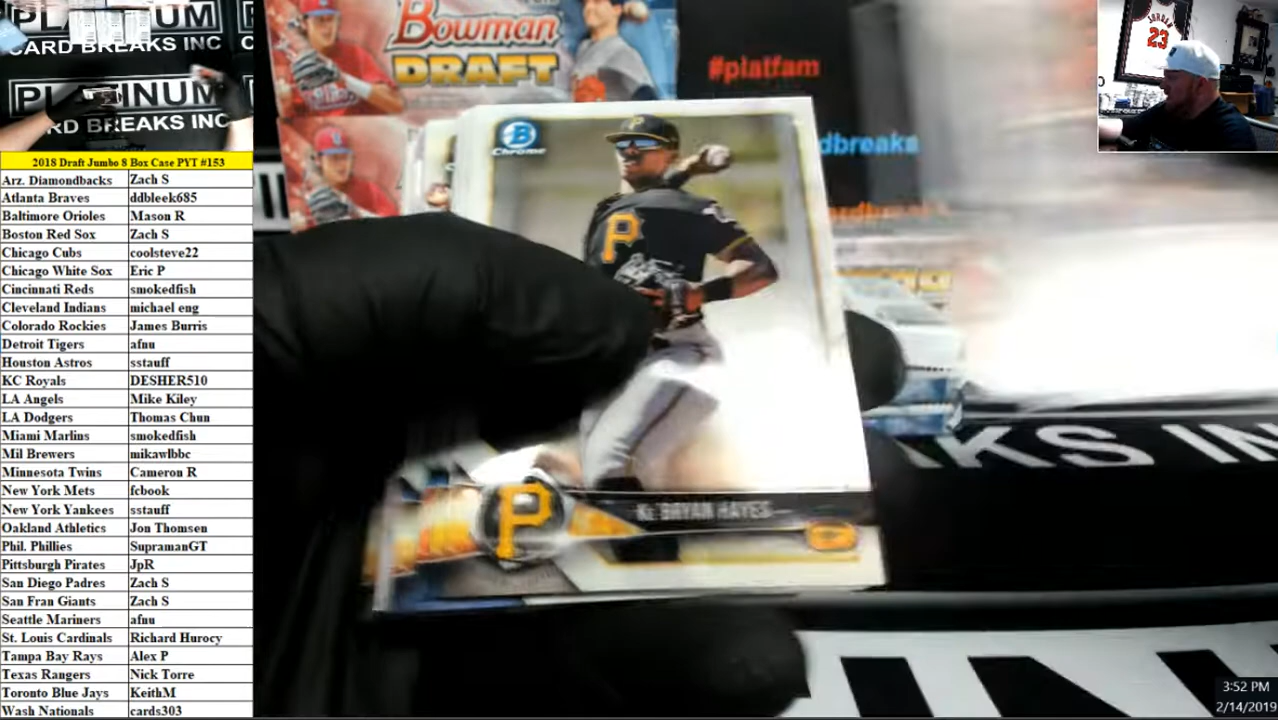 PLATINUM
CARD BREAKS INC
PLATINUM
CARD BREAKS INC
2018 Draft Jumbo 8 Box Case PYT #153
Arz. Diamondbacks Zach S
Atlanta Braves ddbleek685
Baltimore Orioles Mason R
Boston Red Sox Zach S
Chicago Cubs coolsteve22
Chicago White Sox Eric P
Cincinnati Reds smokedfish
Cleveland Indians michael eng
Colorado Rockies James Burris
Detroit Tigers afnu
Houston Astros sstauff
KC Royals DESHER510
LA Angels Mike Kiley
LA Dodgers Thomas Chun
Miami Marlins smokedfish
Mil Brewers mikawlbbc
Minnesota Twins Cameron R
New York Mets fcbook
New York Yankees sstauff
Oakland Athletics Jon Thomsen
Phil. Phillies SupramanGT
Pittsburgh Pirates JpR
San Diego Padres Zach S
San Fran Giants Zach S
Seattle Mariners afnu
St. Louis Cardinals Richard Hurocy
Tampa Bay Rays Alex P
Texas Rangers Nick Torre
Toronto Blue Jays KeithM
Wash Nationals cards303
Bowman
DRAFT
#platfam
dbreaks
B
Chrome
P
P
KE'BRYAN HAYES
JORDAN
23
KS IN
3:52 PM
2/14/2019